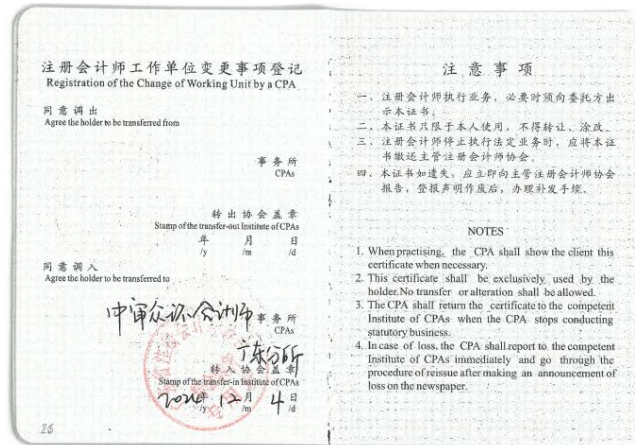 注册会计师工作单位变更事项登记
Registration of the Change of Working Unit by a CPA
同意调出
Agree the holder to be transferred from
事务所
CPAs
转出协会盖章
Stamp of the transfer-out Institute of CPAs
年 月 日
/y /m /d
同意调入
Agree the holder to be transferred to
中审众环会计师 事务所
CPAs
广东分所
转入协会盖章
Stamp of the transfer-in Institute of CPAs
2024年 12月 4日
/y /m /d
26
注意事项
一、注册会计师执行业务，必要时须向委托方出
示本证书。
二、本证书只限于本人使用，不得转让、涂改。
三、注册会计师停止执行法定业务时，应将本证
书缴还主管注册会计师协会。
四、本证书如遗失，应立即向主管注册会计师协会
报告，登报声明作废后，办理补发手续。
NOTES
1. When practising, the CPA shall show the client this
certificate when necessary.
2. This certificate shall be exclusively used by the
holder. No transfer or alteration shall be allowed.
3. The CPA shall return the certificate to the competent
Institute of CPAs when the CPA stops conducting
statutory business.
4. In case of loss, the CPA shall report to the competent
Institute of CPAs immediately and go through the
procedure of reissue after making an announcement of
loss on the newspaper.